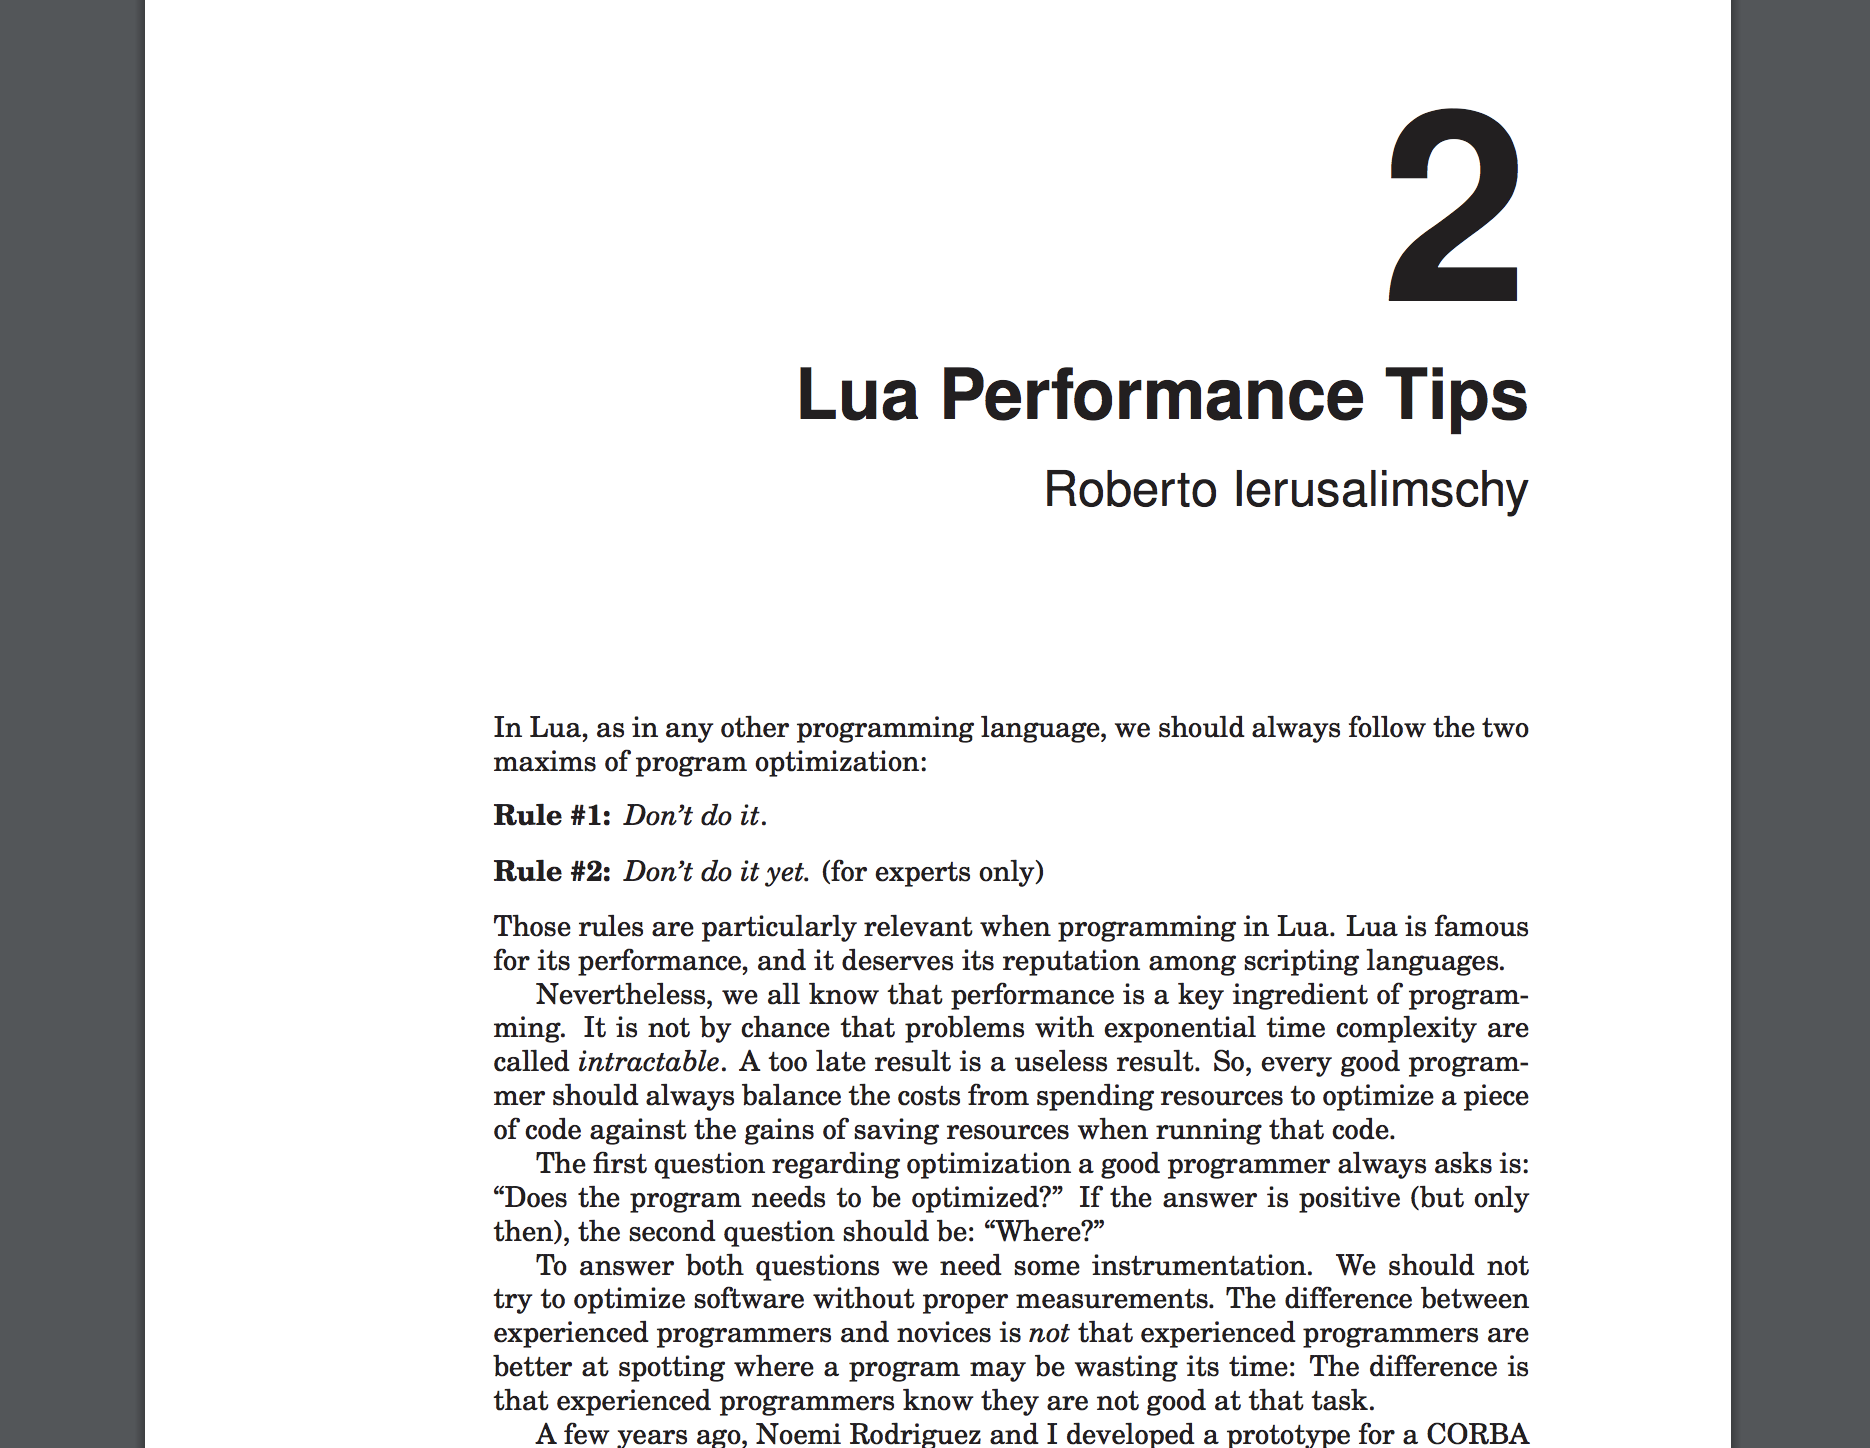 2
Lua Performance Tips
Roberto Ierusalimschy
In Lua, as in any other programming language, we should always follow the two
maxims of program optimization:
Rule #1: Don’t do it.
Rule #2: Don’t do it yet. (for experts only)
Those rules are particularly relevant when programming in Lua. Lua is famous
for its performance, and it deserves its reputation among scripting languages.
Nevertheless, we all know that performance is a key ingredient of program-
ming. It is not by chance that problems with exponential time complexity are
called intractable. A too late result is a useless result. So, every good program-
mer should always balance the costs from spending resources to optimize a piece
of code against the gains of saving resources when running that code.
The first question regarding optimization a good programmer always asks is:
“Does the program needs to be optimized?” If the answer is positive (but only
then), the second question should be: “Where?”
To answer both questions we need some instrumentation. We should not
try to optimize software without proper measurements. The difference between
experienced programmers and novices is not that experienced programmers are
better at spotting where a program may be wasting its time: The difference is
that experienced programmers know they are not good at that task.
A few years ago, Noemi Rodriguez and I developed a prototype for a CORBA